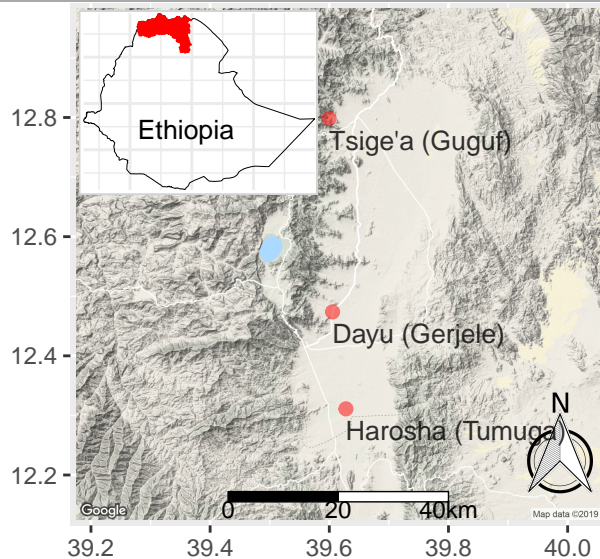 Ethiopia
12.8
Tsige'a (Guguf)
12.6
Dayu (Gerjele)
12.4
N
Harosha (Tumuga)
12.2
0 20 40km
Google
Map data ©2019
39.2 39.4 39.6 39.8 40.0